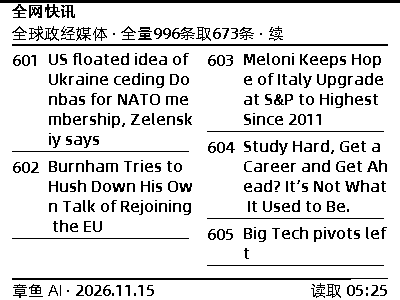 全网快讯
全球政经媒体 · 全量996条取673条 · 续
601 US floated idea of
Ukraine ceding Do
nbas for NATO me
mbership, Zelensk
iy says
602 Burnham Tries to
Hush Down His Ow
n Talk of Rejoining
the EU
603 Meloni Keeps Hop
e of Italy Upgrade
at S&P to Highest
Since 2011
604 Study Hard, Get a
Career and Get Ah
ead? It's Not What
It Used to Be.
605 Big Tech pivots lef
t
章鱼 AI · 2026.11.15
读取 05:25